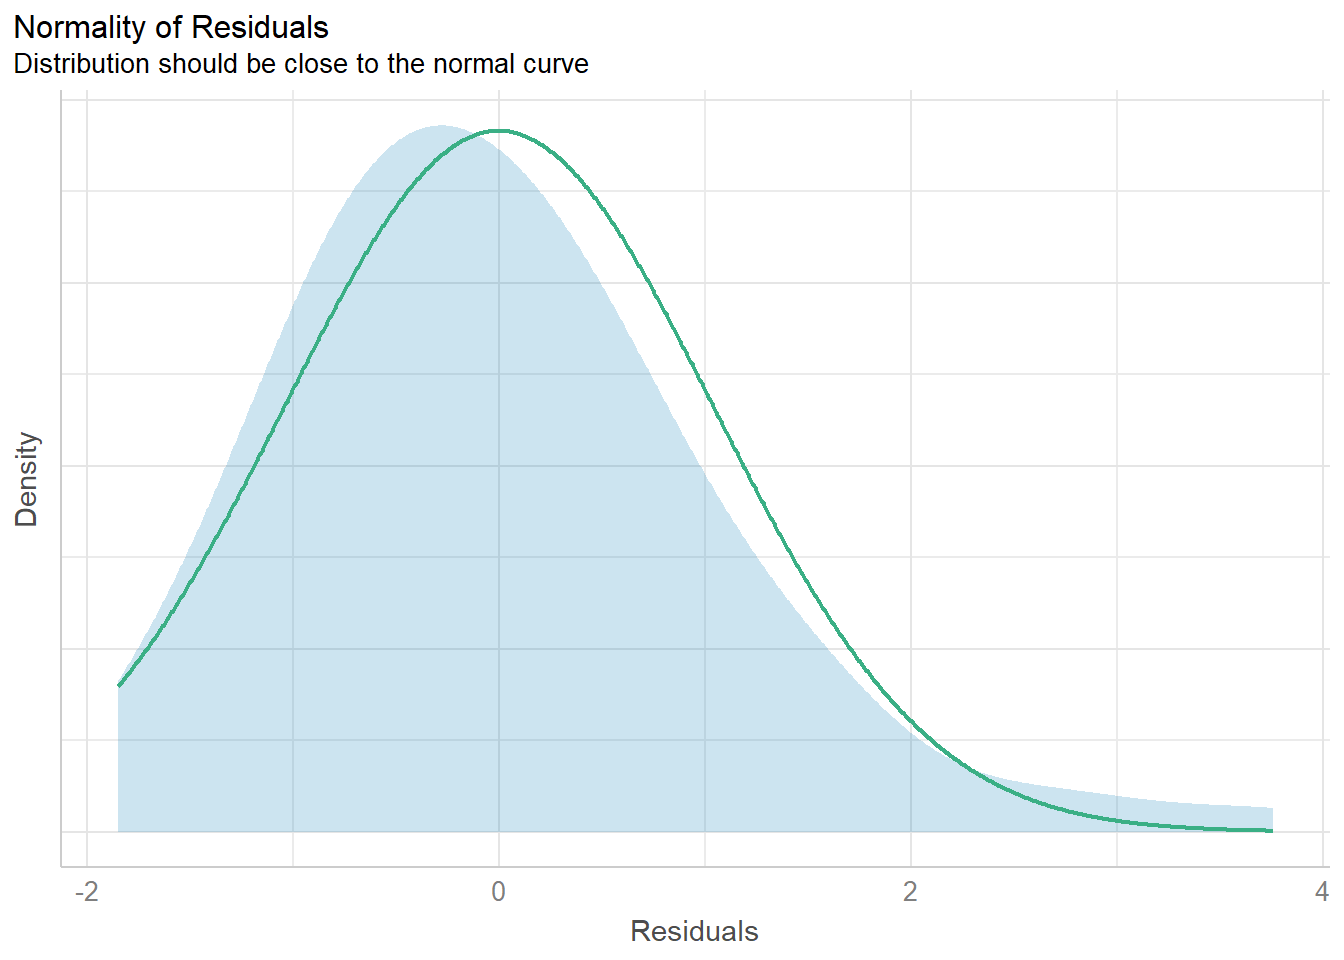 Normality of Residuals
Distribution should be close to the normal curve
Density
-2 0 2 4
Residuals